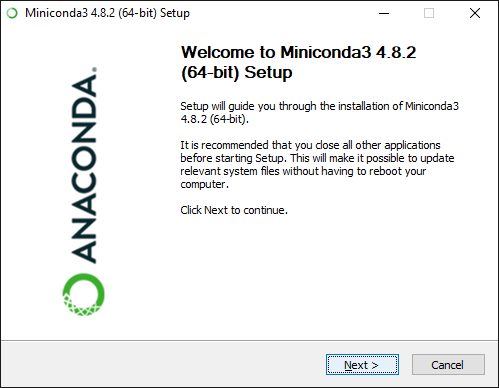 Miniconda3 4.8.2 (64-bit) Setup
Welcome to Miniconda3 4.8.2
(64-bit) Setup
Setup will guide you through the installation of Miniconda3
4.8.2 (64-bit).
It is recommended that you close all other applications
before starting Setup. This will make it possible to update
relevant system files without having to reboot your
computer.
Click Next to continue.
ANACONDA.
Next >
Cancel